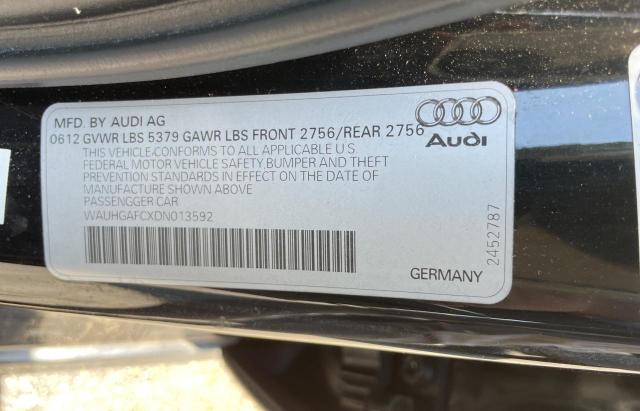 MFD. BY AUDI AG
0612 GVWR LBS 5379 GAWR LBS FRONT 2756/REAR 2756
Audi
THIS VEHICLE CONFORMS TO ALL APPLICABLE U S
FEDERAL MOTOR VEHICLE SAFETY,BUMPER AND THEFT
PREVENTION STANDARDS IN EFFECT ON THE DATE OF
MANUFACTURING SHOWN ABOVE
PASSENGGER CAR
WAUHGAFCXDN013592
GERMANY
2452787